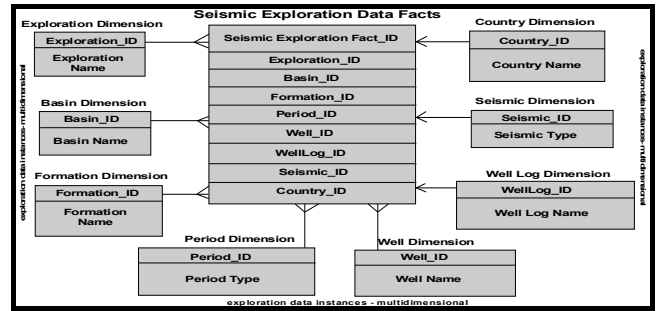 Seismic Exploration Data Facts
Exploration Dimension
Exploration_ID
Exploration
Name
Basin Dimension
Basin_ID
Basin Name
Formation Dimension
Formation_ID
Formation
Name
Seismic Exploration Fact_ID
Exploration_ID
Basin_ID
Formation_ID
Period_ID
Well_ID
WellLog_ID
Seismic_ID
Country_ID
Country Dimension
Country_ID
Country Name
Seismic Dimension
Seismic_ID
Seismic Type
Well Log Dimension
WellLog_ID
Well Log Name
Period Dimension
Period_ID
Period Type
Well Dimension
Well_ID
Well Name
exploration data instances-multidimensional
exploration data instances - multidimensional
exploration data instances - multidimensional